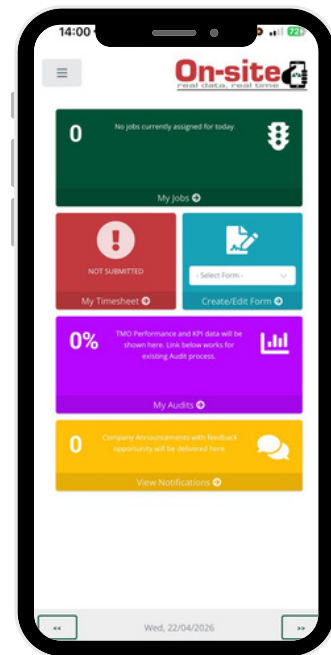 14:00
72
On-site
real data, real time
0
No jobs currently assigned for today.
My Jobs
NOT SUBMITTED
- Select Form -
My Timesheet
Create/Edit Form
0%
TMO Performance and KPI data will be
shown here. Link below works for
existing Audit process.
My Audits
0
Company Announcements with feedback
opportunity will be delivered here.
View Notifications
<<
Wed, 22/04/2026
>>